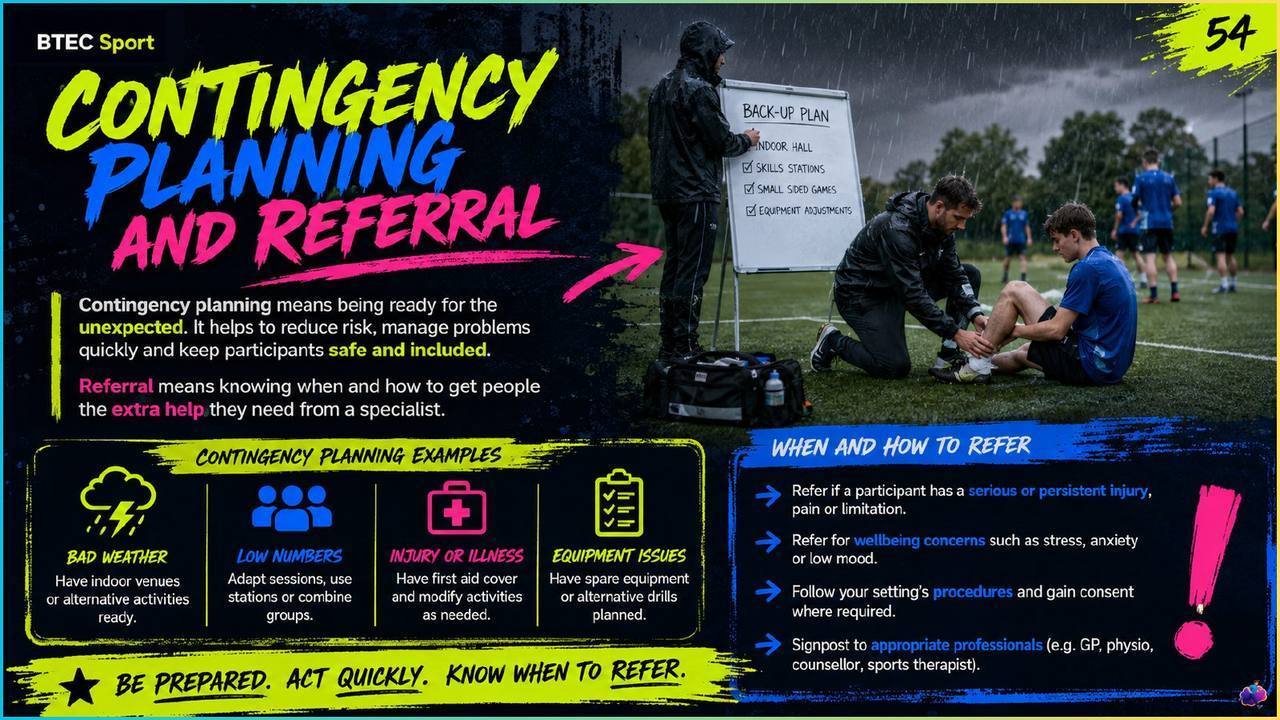 BTEC Sport
54
CONTINGENCY
PLANNING
AND REFERRAL
Contingency planning means being ready for the
unexpected. It helps to reduce risk, manage problems
quickly and keep participants safe and included.
Referral means knowing when and how to get people
the extra help they need from a specialist.
BACK-UP PLAN
INDOOR HALL
SKILLS STATIONS
SMALL SIDED GAMES
EQUIPMENT ADJUSTMENTS
CONTINGENCY PLANNING EXAMPLES
BAD WEATHER
Have indoor venues
or alternative activities
ready.
LOW NUMBERS
Adapt sessions, use
stations or combine
groups.
INJURY OR ILLNESS
Have first aid cover
and modify activities
as needed.
EQUIPMENT ISSUES
Have spare equipment
or alternative drills
planned.
WHEN AND HOW TO REFER
Refer if a participant has a serious or persistent injury,
pain or limitation.
Refer for wellbeing concerns such as stress, anxiety
or low mood.
Follow your setting's procedures and gain consent
where required.
Signpost to appropriate professionals (e.g. GP, physio,
counsellor, sports therapist).
BE PREPARED. ACT QUICKLY. KNOW WHEN TO REFER.